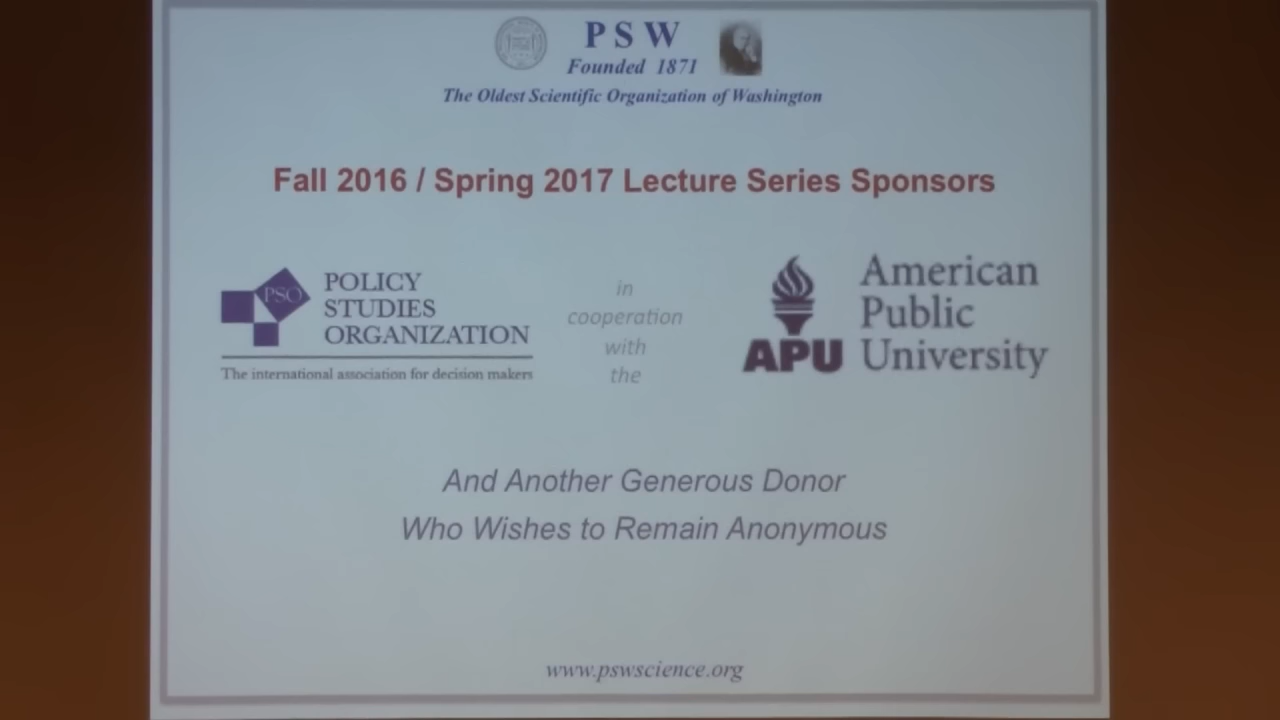 PSW
Founded 1871
The Oldest Scientific Organization of Washington
Fall 2016 / Spring 2017 Lecture Series Sponsors
PSO
POLICY
STUDIES
ORGANIZATION
The international association for decision makers
in
cooperation
with
the
APU
American
Public
University
And Another Generous Donor
Who Wishes to Remain Anonymous
www.pswscience.org